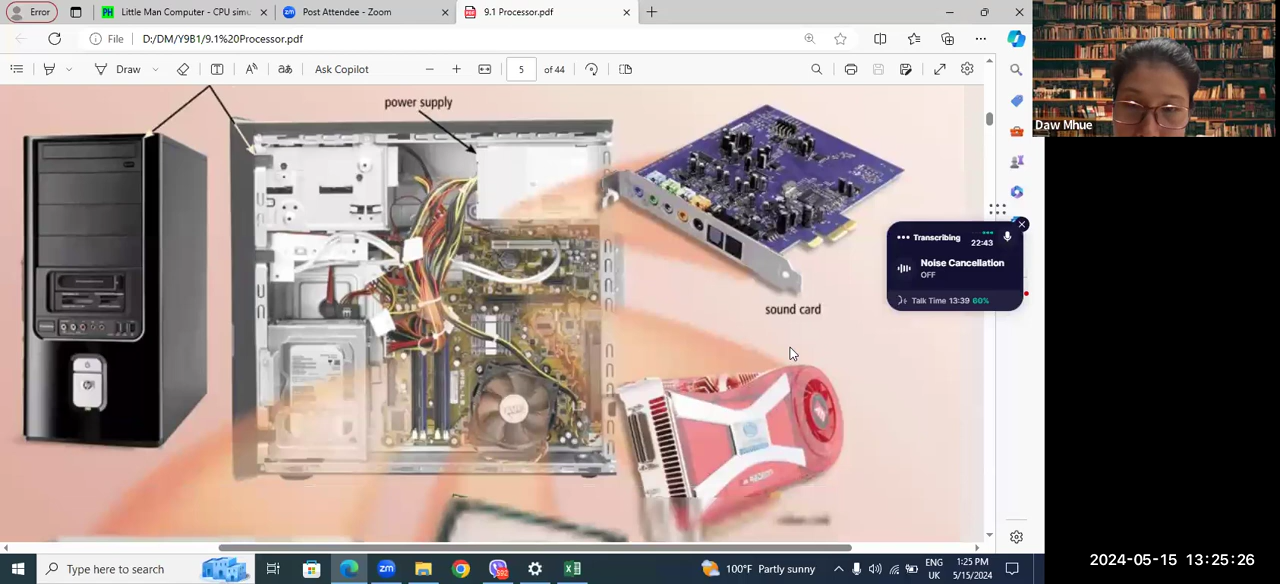 Error
Little Man Computer - CPU simu
Post Attendee - Zoom
9.1 Processor.pdf
File
D:/DM/Y9B1/9.1%20Processor.pdf
Draw
Ask Copilot
5
of 44
power supply
sound card
Daw Mhue
Transcribing
22:43
Noise Cancellation
OFF
Talk Time 13:39 60%
Type here to search
592
100°F Partly sunny
ENG
UK
1:25 PM
5/15/2024
2024-05-15 13:25:26